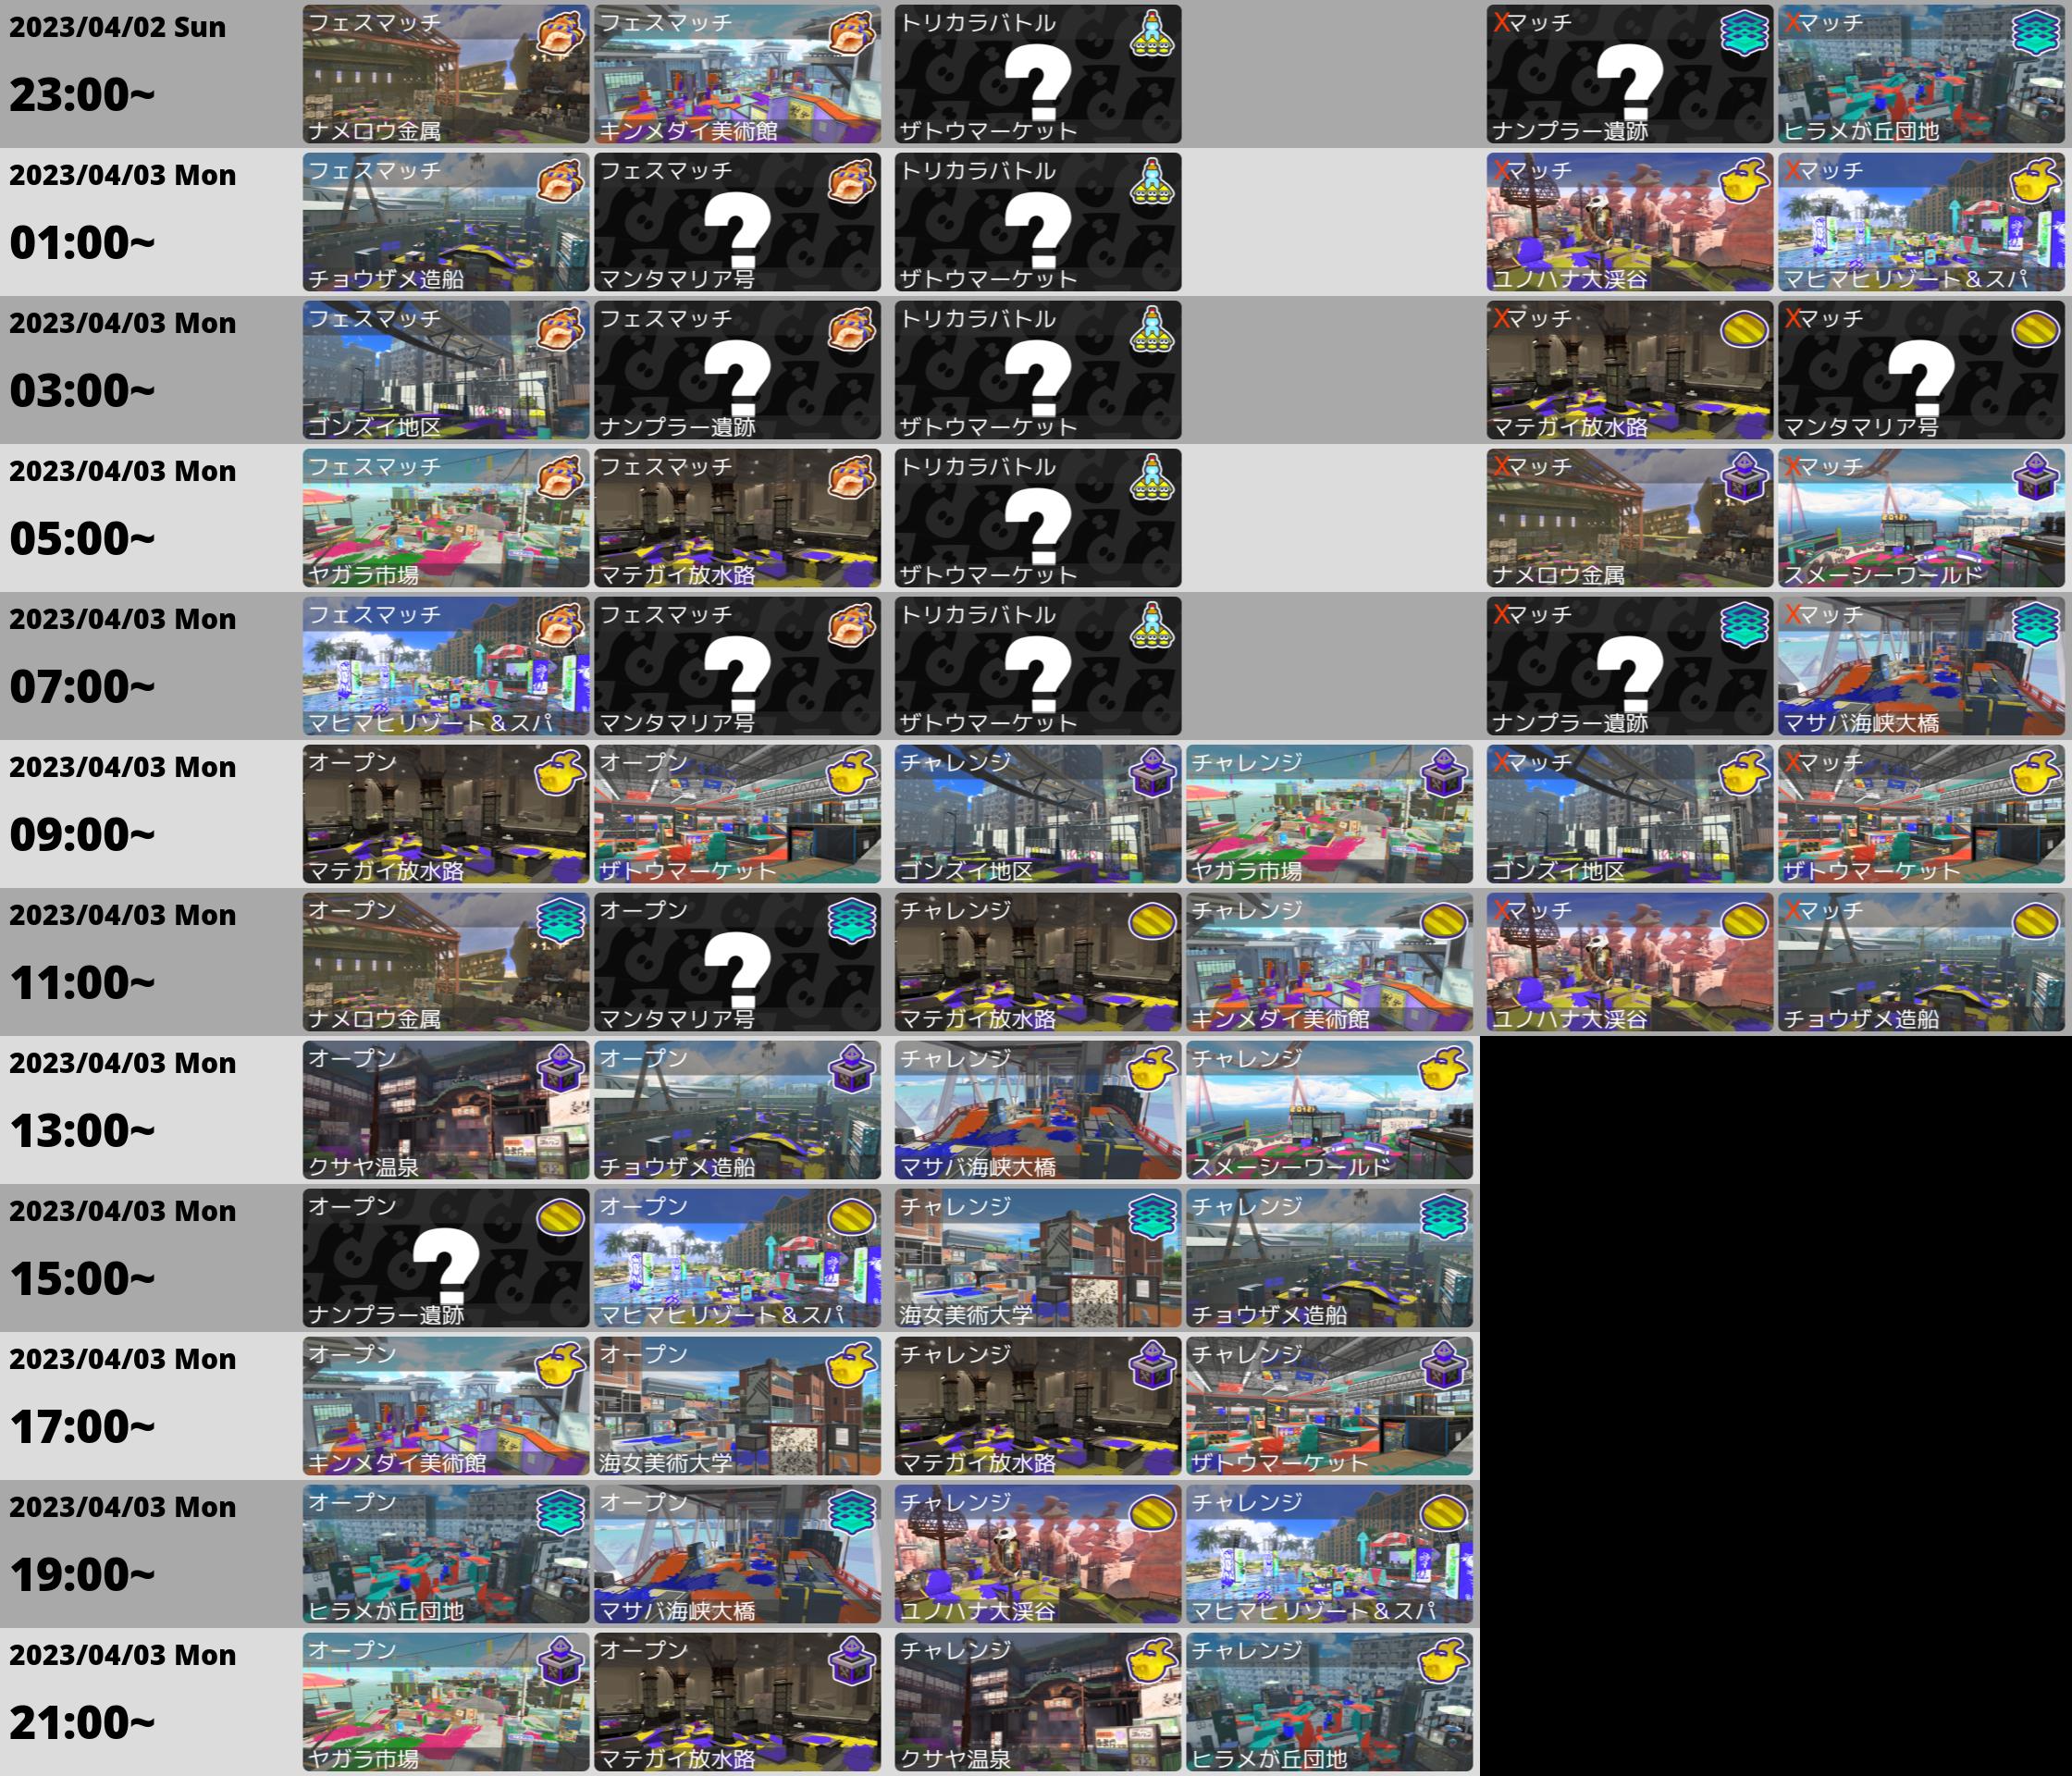 2023/04/02 Sun
23:00~
フェスマッチ
ナメロウ金属
フェスマッチ
キンメダイ美術館
トリカラバトル
?
ザトウマーケット
Xマッチ
?
ナンプラー遺跡
Xマッチ
ヒラメが丘団地
2023/04/03 Mon
01:00~
フェスマッチ
チョウザメ造船
フェスマッチ
?
マンタマリア号
トリカラバトル
?
ザトウマーケット
Xマッチ
ユノハナ大渓谷
Xマッチ
マヒマヒリゾート&スパ
2023/04/03 Mon
03:00~
フェスマッチ
ゴンズイ地区
フェスマッチ
?
ナンプラー遺跡
トリカラバトル
?
ザトウマーケット
Xマッチ
マテガイ放水路
Xマッチ
?
マンタマリア号
2023/04/03 Mon
05:00~
フェスマッチ
ヤガラ市場
フェスマッチ
マテガイ放水路
トリカラバトル
?
ザトウマーケット
Xマッチ
ナメロウ金属
Xマッチ
スメーシーワールド
2023/04/03 Mon
07:00~
フェスマッチ
マヒマヒリゾート&スパ
フェスマッチ
?
マンタマリア号
トリカラバトル
?
ザトウマーケット
Xマッチ
?
ナンプラー遺跡
Xマッチ
マサバ海峡大橋
2023/04/03 Mon
09:00~
オープン
マテガイ放水路
オープン
ザトウマーケット
チャレンジ
ゴンズイ地区
チャレンジ
ヤガラ市場
Xマッチ
ゴンズイ地区
Xマッチ
ザトウマーケット
2023/04/03 Mon
11:00~
オープン
ナメロウ金属
オープン
?
マンタマリア号
チャレンジ
マテガイ放水路
チャレンジ
キンメダイ美術館
Xマッチ
ユノハナ大渓谷
Xマッチ
チョウザメ造船
2023/04/03 Mon
13:00~
オープン
クサヤ温泉
オープン
チョウザメ造船
チャレンジ
マサバ海峡大橋
チャレンジ
スメーシーワールド
2023/04/03 Mon
15:00~
オープン
?
ナンプラー遺跡
オープン
マヒマヒリゾート&スパ
チャレンジ
海女美術大学
チャレンジ
チョウザメ造船
2023/04/03 Mon
17:00~
オープン
キンメダイ美術館
オープン
海女美術大学
チャレンジ
マテガイ放水路
チャレンジ
ザトウマーケット
2023/04/03 Mon
19:00~
オープン
ヒラメが丘団地
オープン
マサバ海峡大橋
チャレンジ
ユノハナ大渓谷
チャレンジ
マヒマヒリゾート&スパ
2023/04/03 Mon
21:00~
オープン
ヤガラ市場
オープン
マテガイ放水路
チャレンジ
クサヤ温泉
チャレンジ
ヒラメが丘団地